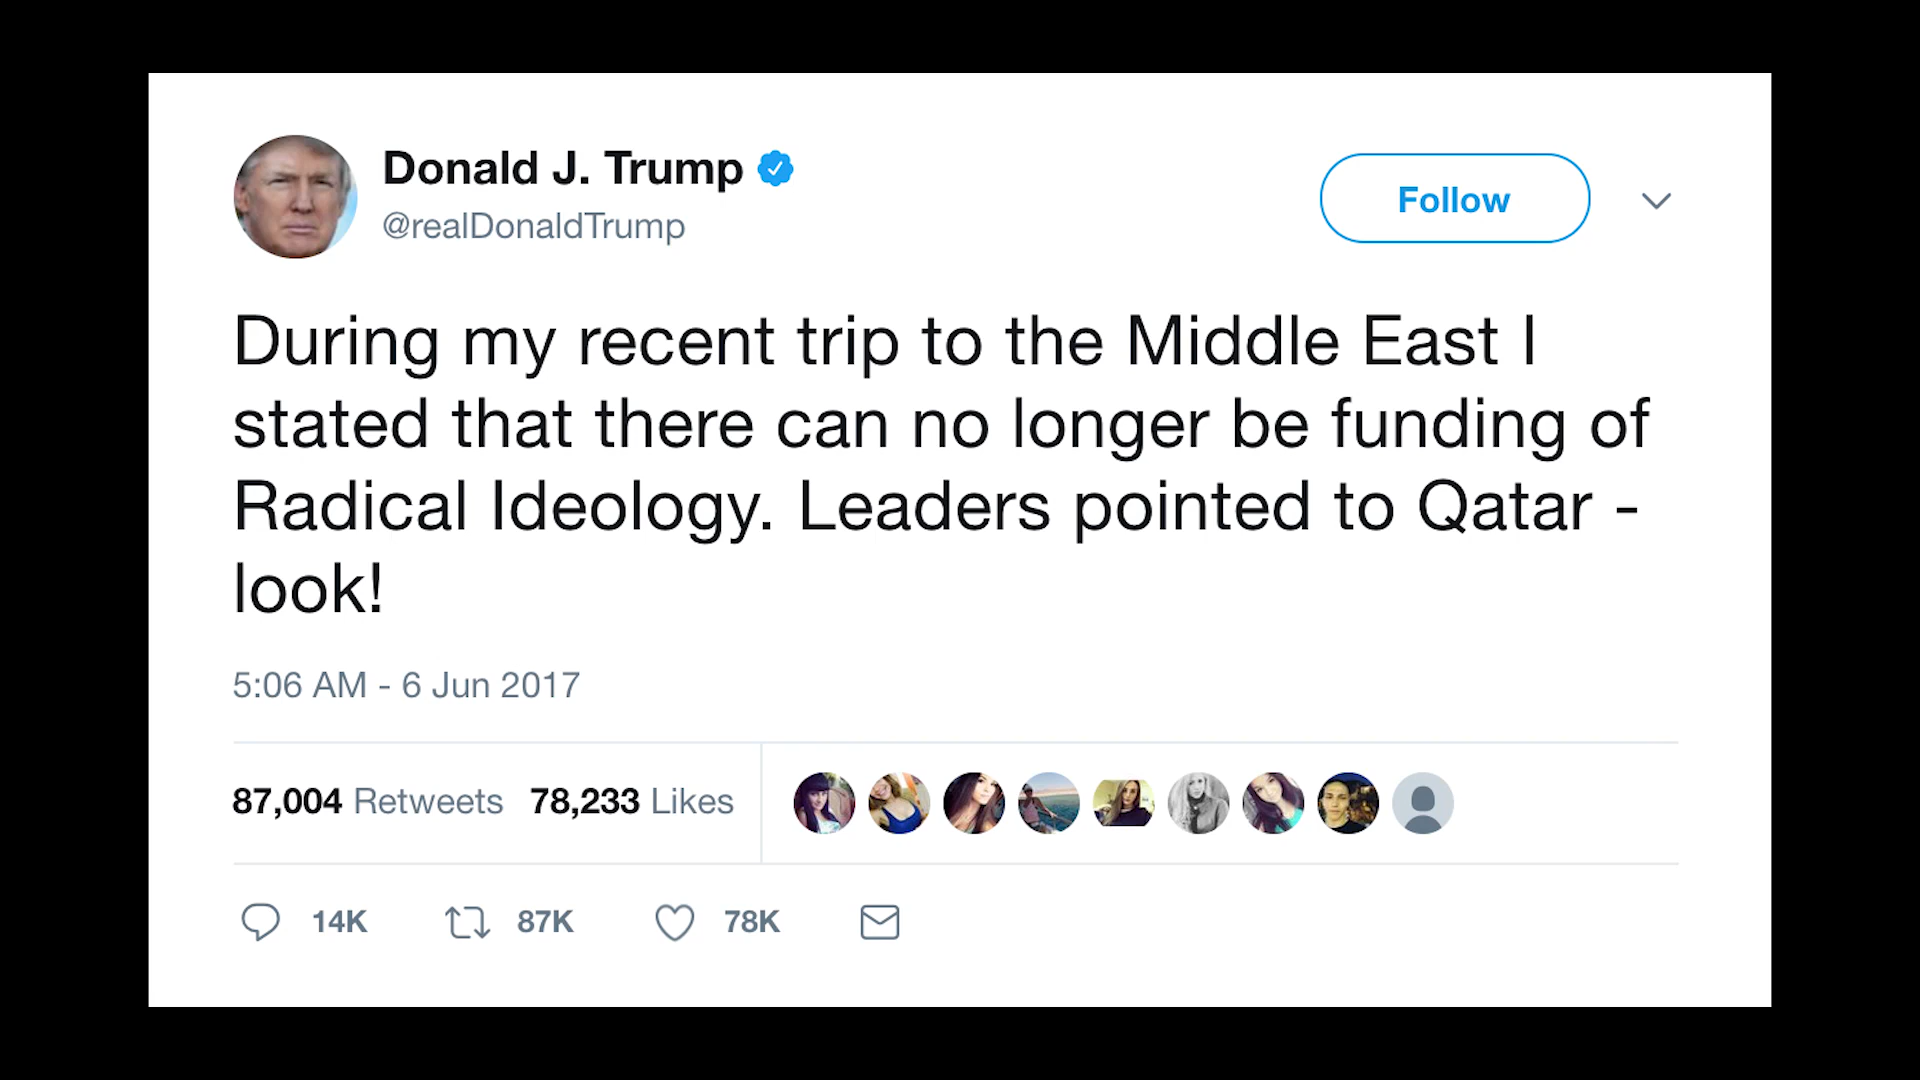 Donald J. Trump
@realDonaldTrump
Follow
During my recent trip to the Middle East I
stated that there can no longer be funding of
Radical Ideology. Leaders pointed to Qatar -
look!
5:06 AM - 6 Jun 2017
87,004 Retweets 78,233 Likes
14K 87K 78K